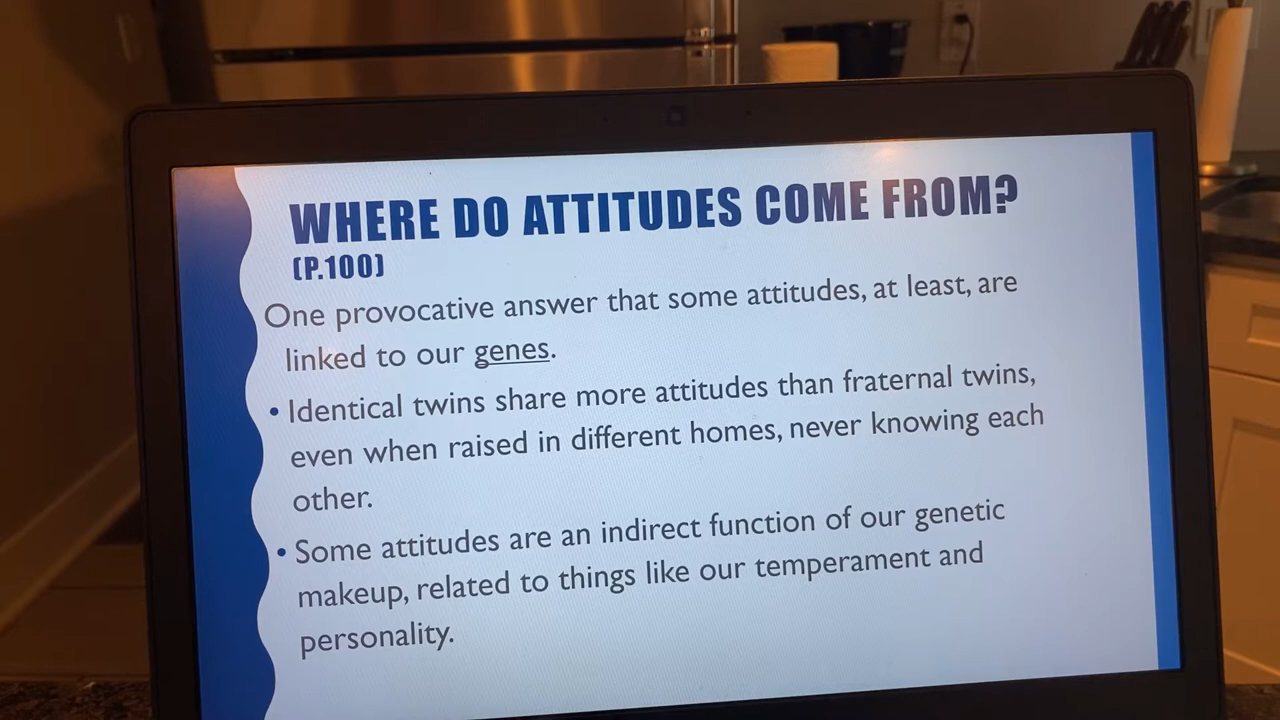 WHERE DO ATTITUDES COME FROM?
(P.100)
One provocative answer that some attitudes, at least, are
linked to our genes.
• Identical twins share more attitudes than fraternal twins,
even when raised in different homes, never knowing each
other.
• Some attitudes are an indirect function of our genetic
makeup, related to things like our temperament and
personality.